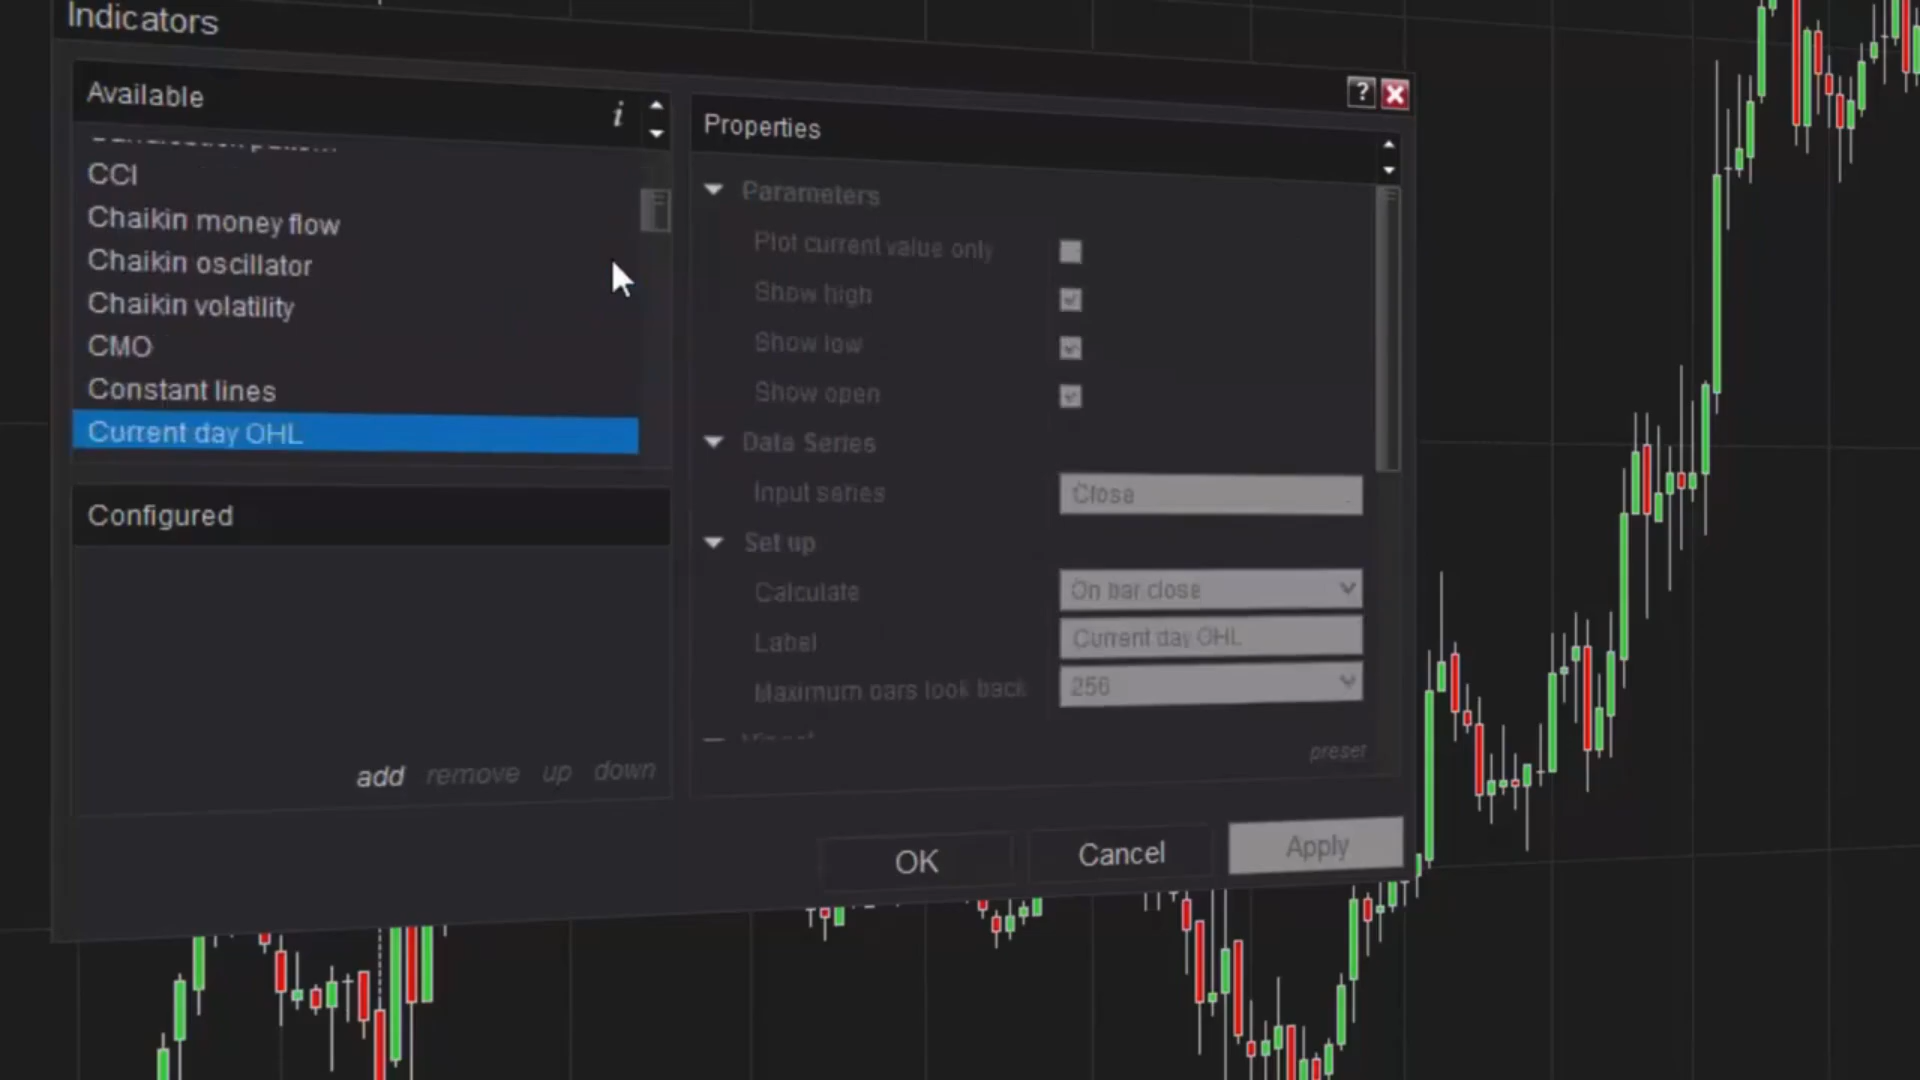 Indicators
Available
i
CCI
Chaikin money flow
Chaikin oscillator
Chaikin volatility
CMO
Constant lines
Current day OHL
Configured
add remove up down
?
Properties
Parameters
Plot current value only
Show high
Show low
Show open
Data Series
Input series Close
Set up
Calculate On bar close
Label Current day OHL
Maximum bars look back 256
preset
OK Cancel Apply